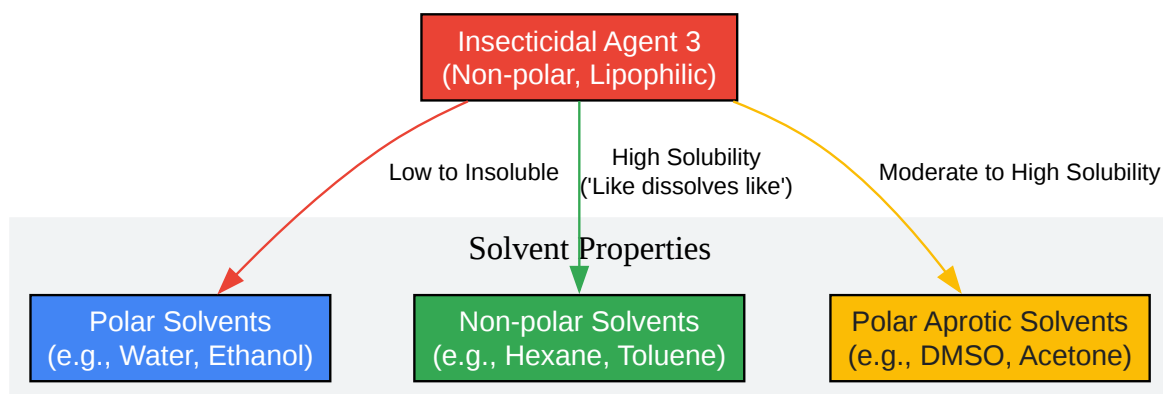 Insecticidal Agent 3
(Non-polar, Lipophilic)
Low to Insoluble
High Solubility
('Like dissolves like')
Moderate to High Solubility
Solvent Properties
Polar Solvents
(e.g., Water, Ethanol)
Non-polar Solvents
(e.g., Hexane, Toluene)
Polar Aprotic Solvents
(e.g., DMSO, Acetone)